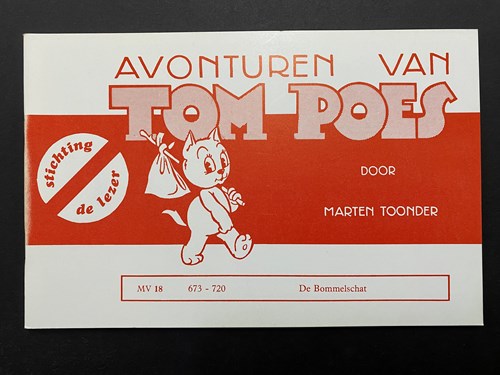 AVONTUREN VAN
TOM POES
stichting
de lezer
DOOR
MARTEN TOONDER
MV 18 673 - 720 De Bommelschat